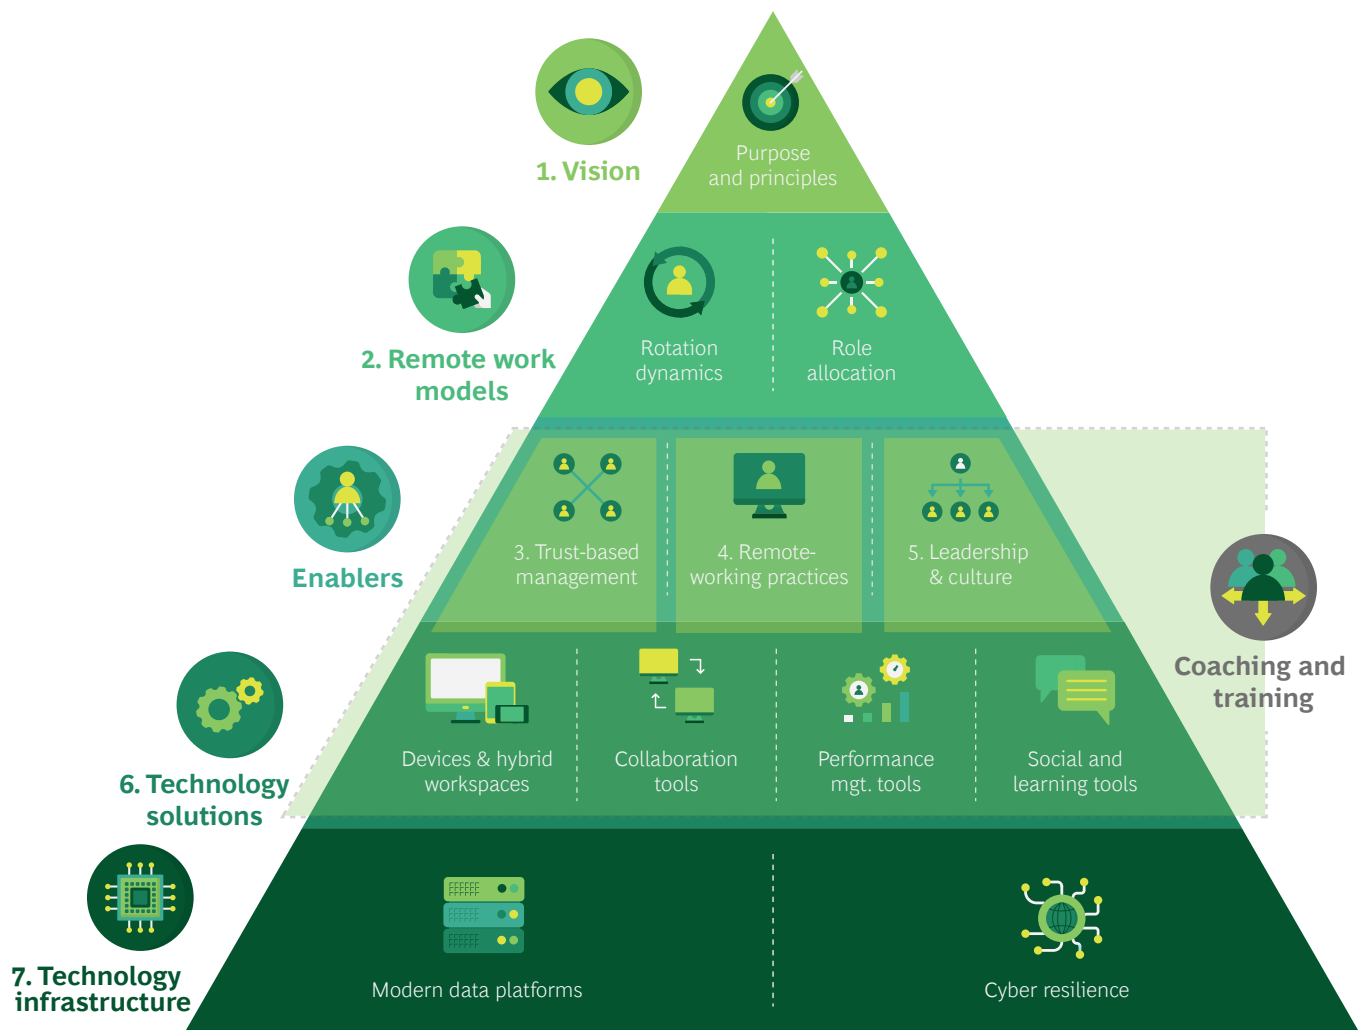 Purpose
and principles
1. Vision
Rotation
dynamics
Role
allocation
2. Remote work
models
3. Trust-based
management
4. Remote-
working practices
5. Leadership
& culture
Enablers
Coaching and
training
Devices & hybrid
workspaces
Collaboration
tools
Performance
mgt. tools
Social and
learning tools
6. Technology
solutions
7. Technology
infrastructure
Modern data platforms
Cyber resilience